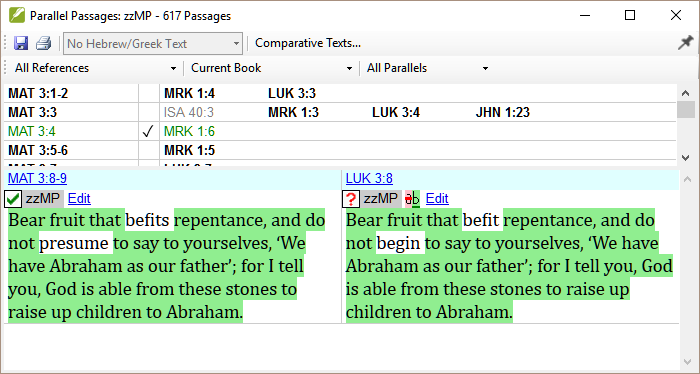 Parallel Passages: zzMP - 617 Passages
No Hebrew/Greek Text Comparative Texts...
All References Current Book All Parallels
MAT 3:1-2 MRK 1:4 LUK 3:3
MAT 3:3 ISA 40:3 MRK 1:3 LUK 3:4 JHN 1:23
MAT 3:4 ✓ MRK 1:6
MAT 3:5-6 MRK 1:5
MAT 3:8-9 LUK 3:8
zzMP Edit
Bear fruit that befits repentance, and do
not presume to say to yourselves, ‘We
have Abraham as our father’; for I tell
you, God is able from these stones to
raise up children to Abraham.
? zzMP ab Edit
Bear fruit that befit repentance, and do
not begin to say to yourselves, ‘We have
Abraham as our father’; for I tell you, God
is able from these stones to raise up
children to Abraham.